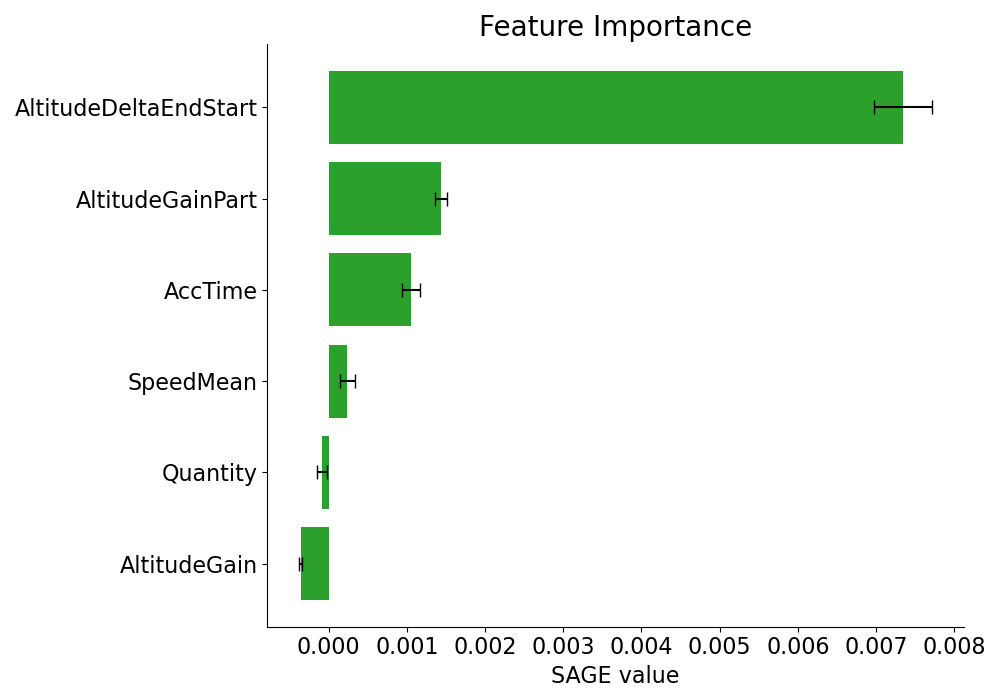 Feature Importance
AltitudeDeltaEndStart
AltitudeGainPart
AccTime
SpeedMean
Quantity
AltitudeGain
0.000 0.001 0.002 0.003 0.004 0.005 0.006 0.007 0.008
SAGE value